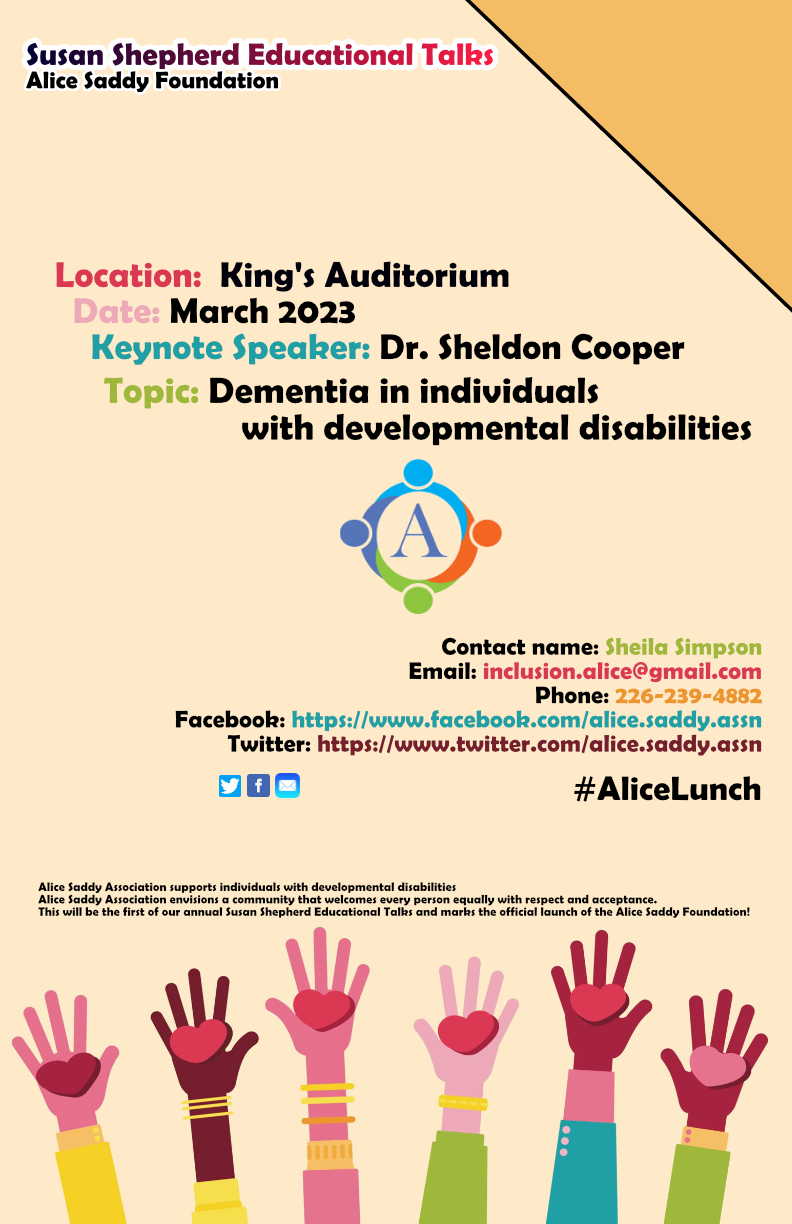 Susan Shepherd Educational Talks
Alice Saddy Foundation
Location: King's Auditorium
Date: March 2023
Keynote Speaker: Dr. Sheldon Cooper
Topic: Dementia in individuals
with developmental disabilities
A
Contact name: Sheila Simpson
Email: inclusion.alice@gmail.com
Phone: 226-239-4882
Facebook: https://www.facebook.com/alice.saddy.assn
Twitter: https://www.twitter.com/alice.saddy.assn
#AliceLunch
Alice Saddy Association supports individuals with developmental disabilities
Alice Saddy Association envisions a community that welcomes every person equally with respect and acceptance.
This will be the first of our annual Susan Shepherd Educational Talks and marks the official launch of the Alice Saddy Foundation!